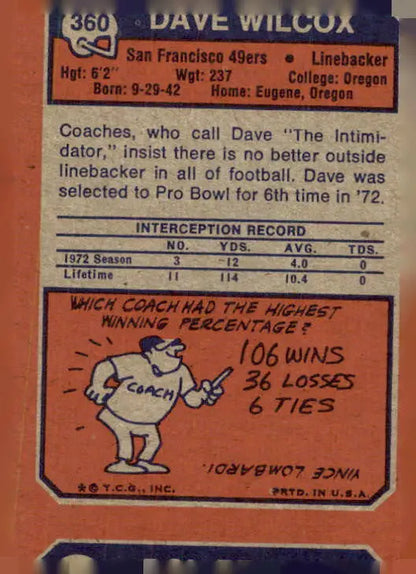 360
DAVE WILCOX
San Francisco 49ers • Linebacker
Hgt: 6'2" Wgt: 237 College: Oregon
Born: 9-29-42 Home: Eugene, Oregon
Coaches, who call Dave "The Intimi-
dator," insist there is no better outside
linebacker in all of football. Dave was
selected to Pro Bowl for 6th time in '72.
INTERCEPTION RECORD
NO. YDS. AVG. TDS.
1972 Season 3 12 4.0 0
Lifetime 11 114 10.4 0
WHICH COACH HAD THE HIGHEST
WINNING PERCENTAGE?
106 WINS
36 LOSSES
6 TIES
COACH
VINCE LOMBARDI.
* © T.C.G., INC. PRTD. IN U.S.A.